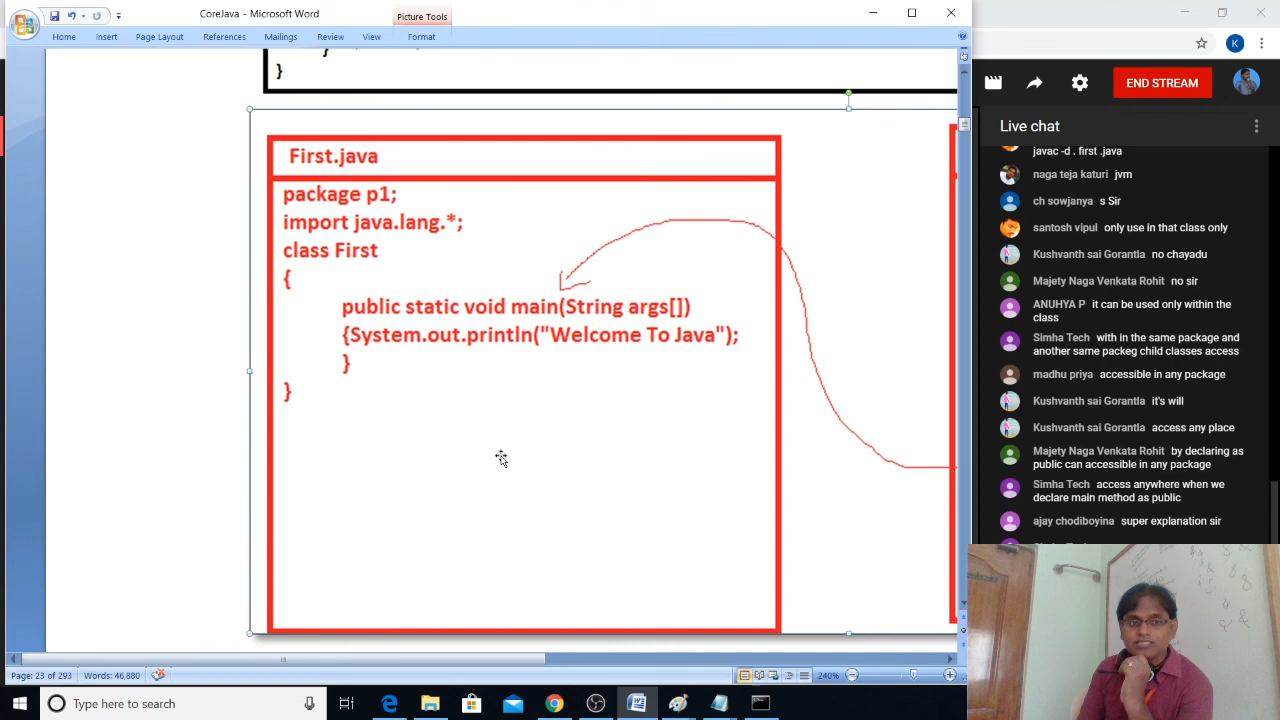 CoreJava - Microsoft Word
Picture Tools
Home Insert Page Layout References Mailings Review View Format
}
First.java
package p1;
import java.lang.*;
class First
{
public static void main(String args[])
{System.out.println("Welcome To Java");
}
}
Page: 23 of 293 Words: 46,880
240%
Type here to search
K
END STREAM
Live chat
javac -d . first .java
naga teja katuri jvm
ch sowjanya s Sir
santosh vipul only use in that class only
Kushvanth sai Gorantla no chayadu
Majety Naga Venkata Rohit no sir
ANUHYA P it can be used only within the
class
Simha Tech with in the same package and
another same packeg child classes access
madhu priya accessible in any package
Kushvanth sai Gorantla it's will
Kushvanth sai Gorantla access any place
Majety Naga Venkata Rohit by declaring as
public can accessible in any package
Simha Tech access anywhere when we
declare main method as public
ajay chodiboyina super explanation sir